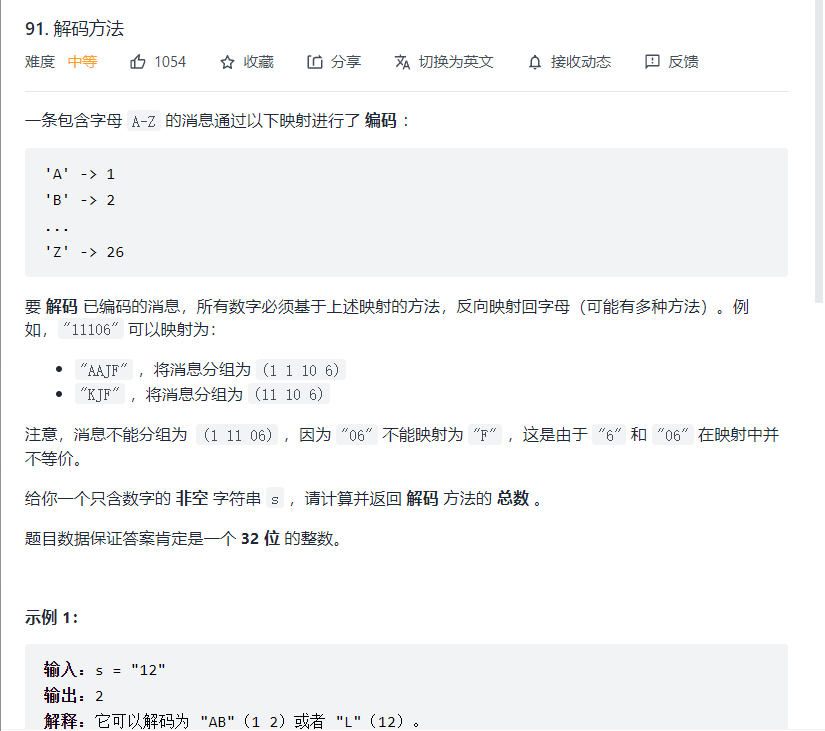 91. 解码方法
难度 中等 1054 收藏 分享 切换为英文 接收动态 反馈
一条包含字母 A-Z 的消息通过以下映射进行了 编码 ：
'A' -> 1
'B' -> 2
...
'Z' -> 26
要 解码 已编码的消息，所有数字必须基于上述映射的方法，反向映射回字母（可能有多种方法）。例
如，"11106" 可以映射为：
• "AAJF" ，将消息分组为 (1 1 10 6)
• "KJF" ，将消息分组为 (11 10 6)
注意，消息不能分组为 (1 11 06) ，因为 "06" 不能映射为 "F" ，这是由于 "6" 和 "06" 在映射中并
不等价。
给你一个只含数字的 非空 字符串 s ，请计算并返回 解码 方法的 总数 。
题目数据保证答案肯定是一个 32 位 的整数。
示例 1：
输入：s = "12"
输出：2
解释：它可以解码为 "AB"（1 2）或者 "L"（12）。